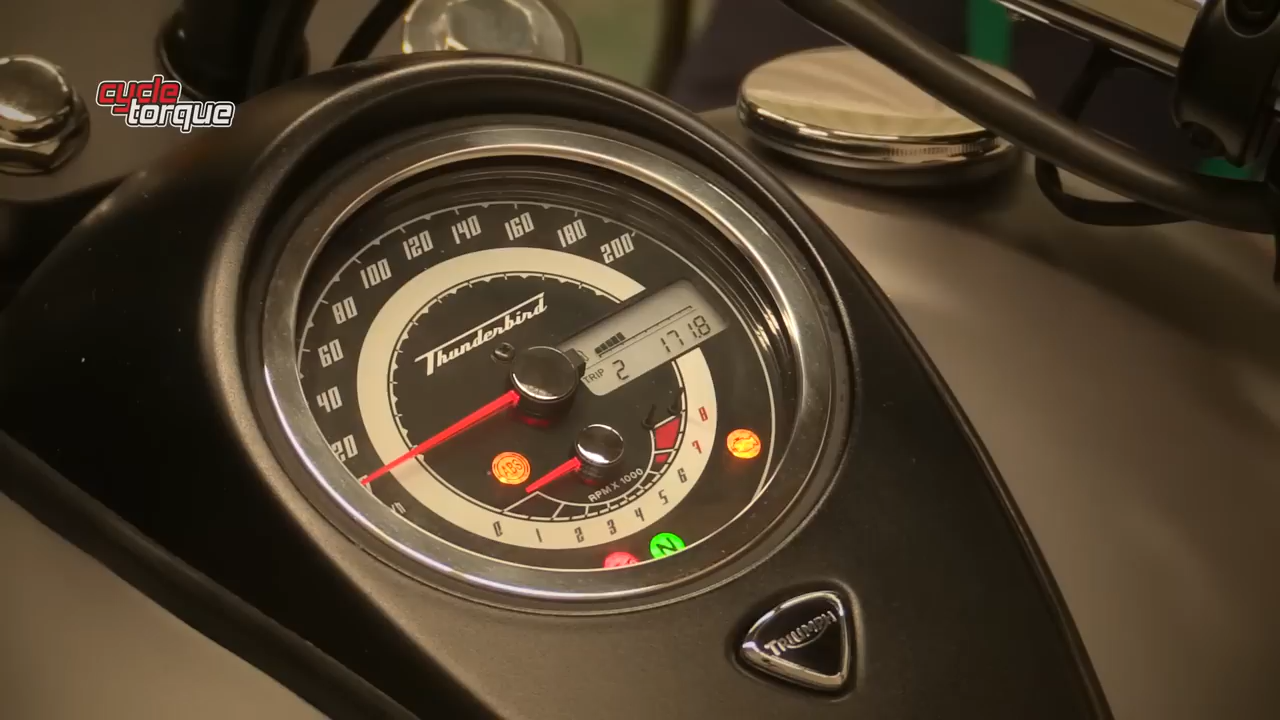 cycle
torque
20
40
60
80
100
120
140
160
180
200
Thunderbird
TRIP 2 171.8
ABS
RPM X 1000
0 1 2 3 4 5 6 7 8
N
TRIUMPH